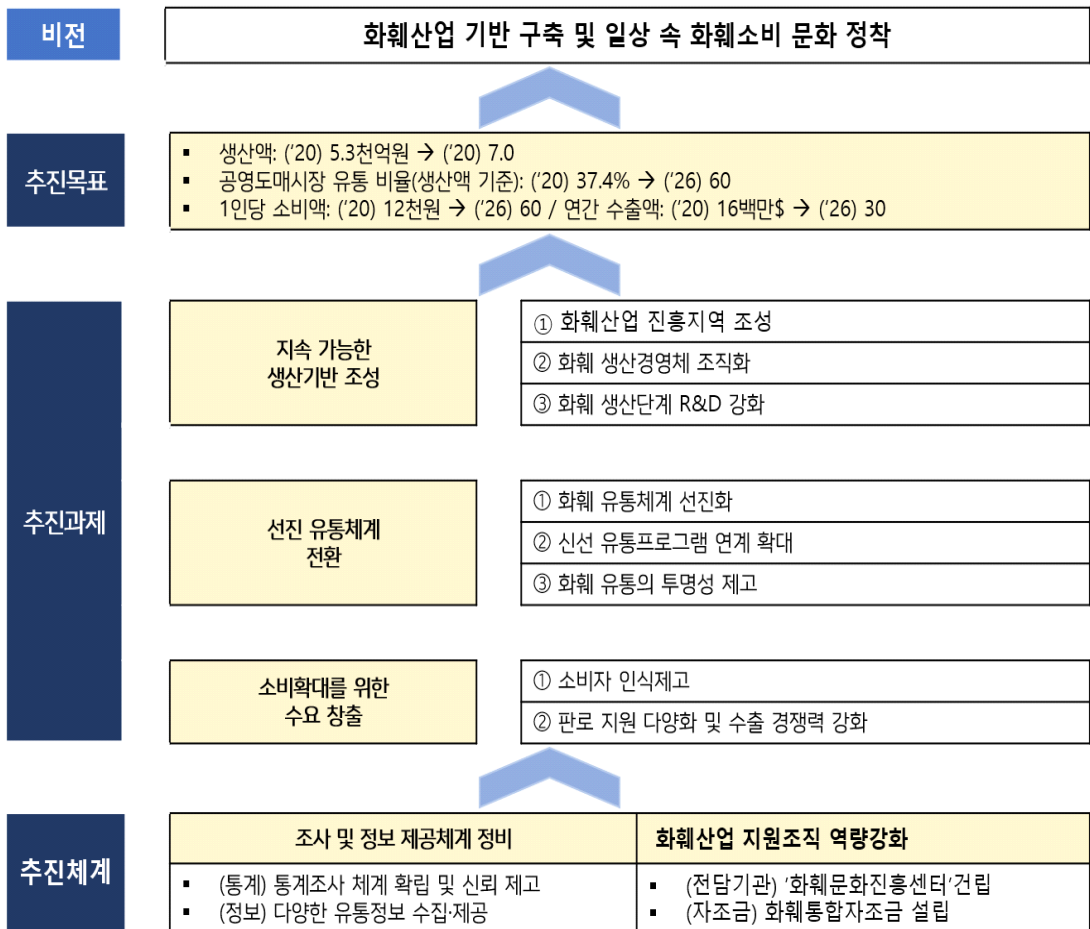 비전
화훼산업 기반 구축 및 일상 속 화훼소비 문화 정착
추진목표
▪ 생산액: (‘20) 5.3천억원 → (‘20) 7.0
▪ 공영도매시장 유통 비율(생산액 기준): (‘20) 37.4% → (‘26) 60
▪ 1인당 소비액: (‘20) 12천원 → (‘26) 60 / 연간 수출액: (‘20) 16백만$ → (‘26) 30
추진과제
지속 가능한
생산기반 조성
① 화훼산업 진흥지역 조성
② 화훼 생산경영체 조직화
③ 화훼 생산단계 R&D 강화
선진 유통체계
전환
① 화훼 유통체계 선진화
② 신선 유통프로그램 연계 확대
③ 화훼 유통의 투명성 제고
소비확대를 위한
수요 창출
① 소비자 인식제고
② 판로 지원 다양화 및 수출 경쟁력 강화
추진체계
조사 및 정보 제공체계 정비
▪ (통계) 통계조사 체계 확립 및 신뢰 제고
▪ (정보) 다양한 유통정보 수집·제공
화훼산업 지원조직 역량강화
▪ (전담기관) ‘화훼문화진흥센터’건립
▪ (자조금) 화훼통합자조금 설립